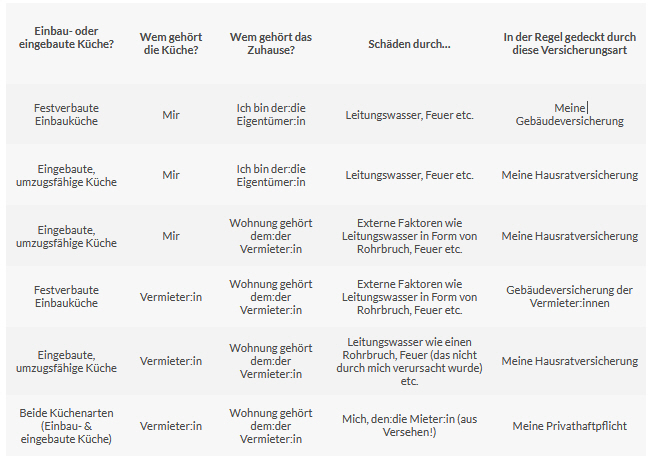 Einbau- oder
eingebaute Küche?
Wem gehört
die Küche?
Wem gehört das
Zuhause?
Schäden durch...
In der Regel gedeckt durch
diese Versicherungsart
Festverbaute
Einbauküche
Mir
Ich bin der:die
Eigentümer:in
Leitungswasser, Feuer etc.
Meine
Gebäudeversicherung
Eingebaute,
umzugsfähige Küche
Mir
Ich bin der:die
Eigentümer:in
Leitungswasser, Feuer etc.
Meine Hausratversicherung
Eingebaute,
umzugsfähige Küche
Mir
Wohnung gehört
dem:der
Vermieter:in
Externe Faktoren wie
Leitungswasser in Form von
Rohrbruch, Feuer etc.
Meine Hausratversicherung
Festverbaute
Einbauküche
Vermieter:in
Wohnung gehört
dem:der
Vermieter:in
Externe Faktoren wie
Leitungswasser in Form von
Rohrbruch, Feuer etc.
Gebäudeversicherung der
Vermieter:innen
Eingebaute,
umzugsfähige Küche
Vermieter:in
Wohnung gehört
dem:der
Vermieter:in
Leitungswasser wie einen
Rohrbruch, Feuer (das nicht
durch mich verursacht wurde)
etc.
Meine Hausratversicherung
Beide Küchenarten
(Einbau- &
eingebaute Küche)
Vermieter:in
Wohnung gehört
dem:der
Vermieter:in
Mich, den:die Mieter:in (aus
Versehen!)
Meine Privathaftpflicht